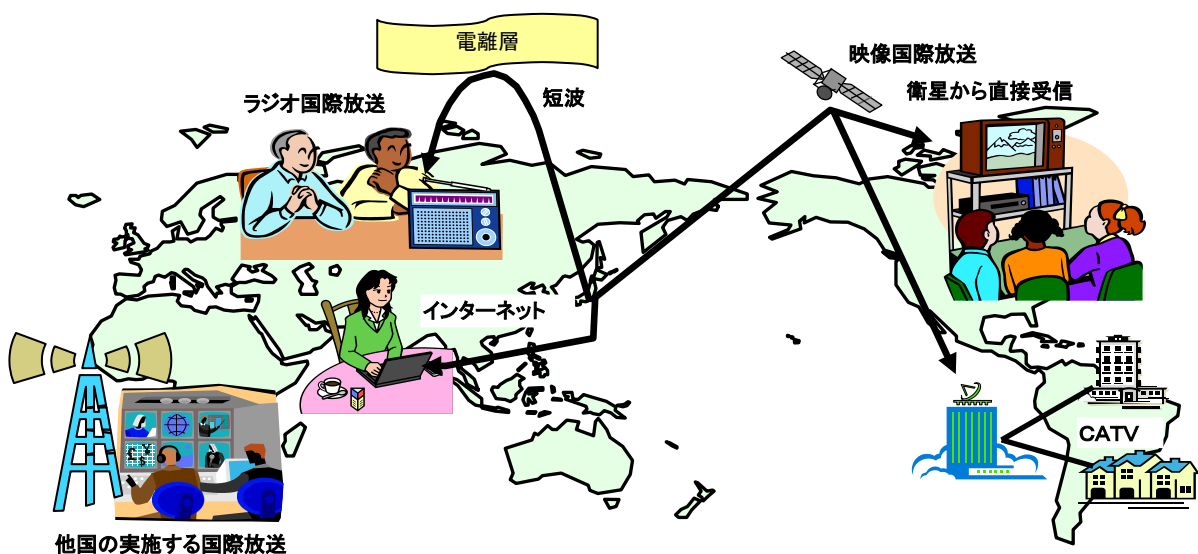 電離層
映像国際放送
衛星から直接受信
ラジオ国際放送
短波
インターネット
CATV
他国の実施する国際放送